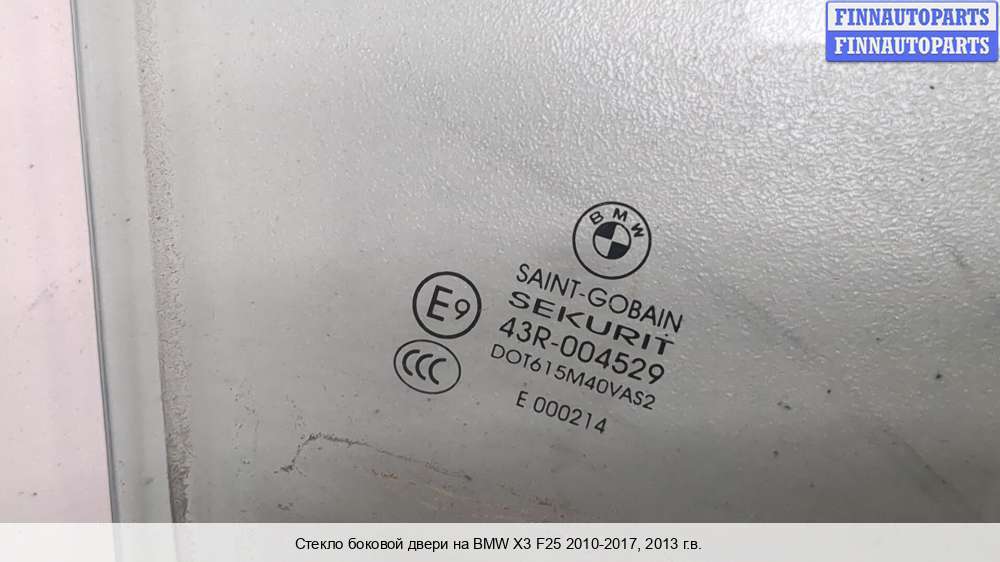 FINNAUTOPARTS
FINNAUTOPARTS
BMW
SAINT-GOBAIN
SEKURIT
E9
43R-004529
CCC
DOT615M40VAS2
E 000214
Стекло боковой двери на BMW X3 F25 2010-2017, 2013 г.в.